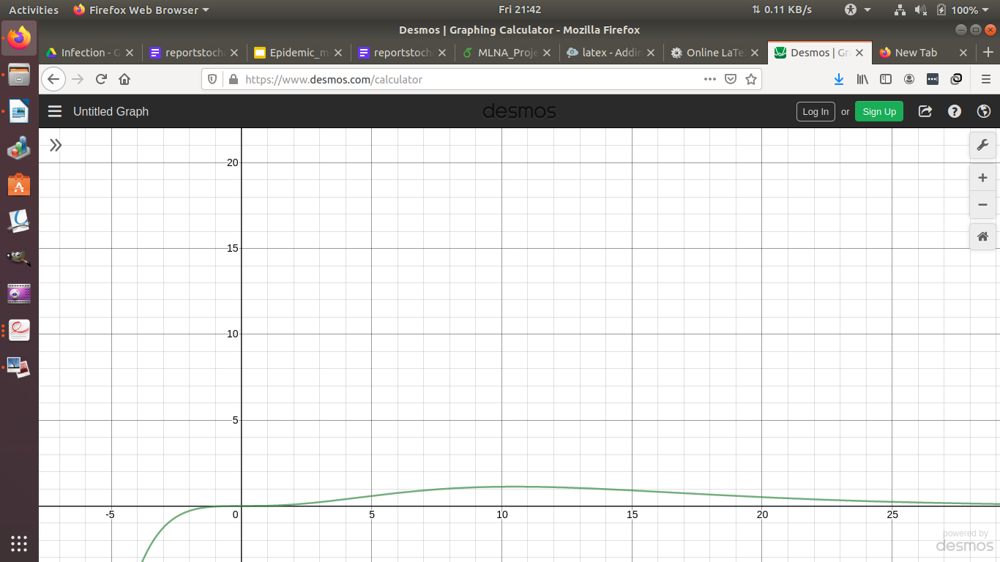 Activities Firefox Web Browser Fri 21:42 0.11 KB/s 100%
Desmos | Graphing Calculator - Mozilla Firefox
Infection - G reportstoch Epidemic_m reportstoch MLNA_Proje latex - Addin Online LaTe Desmos | Gr New Tab
https://www.desmos.com/calculator
Untitled Graph desmos Log In or Sign Up
20
15
10
5
-5 0 5 10 15 20 25
powered by
desmos